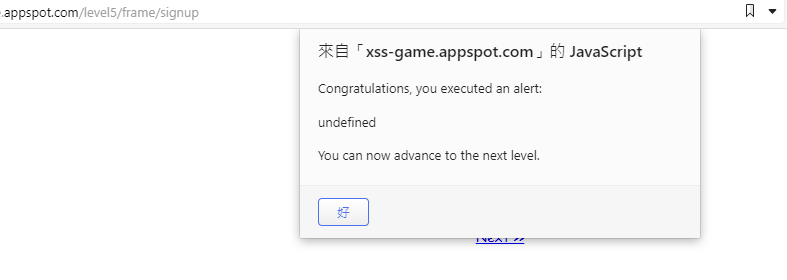 .appspot.com/level5/frame/signup
來自「xss-game.appspot.com」的 JavaScript
Congratulations, you executed an alert:
undefined
You can now advance to the next level.
好
Next >>